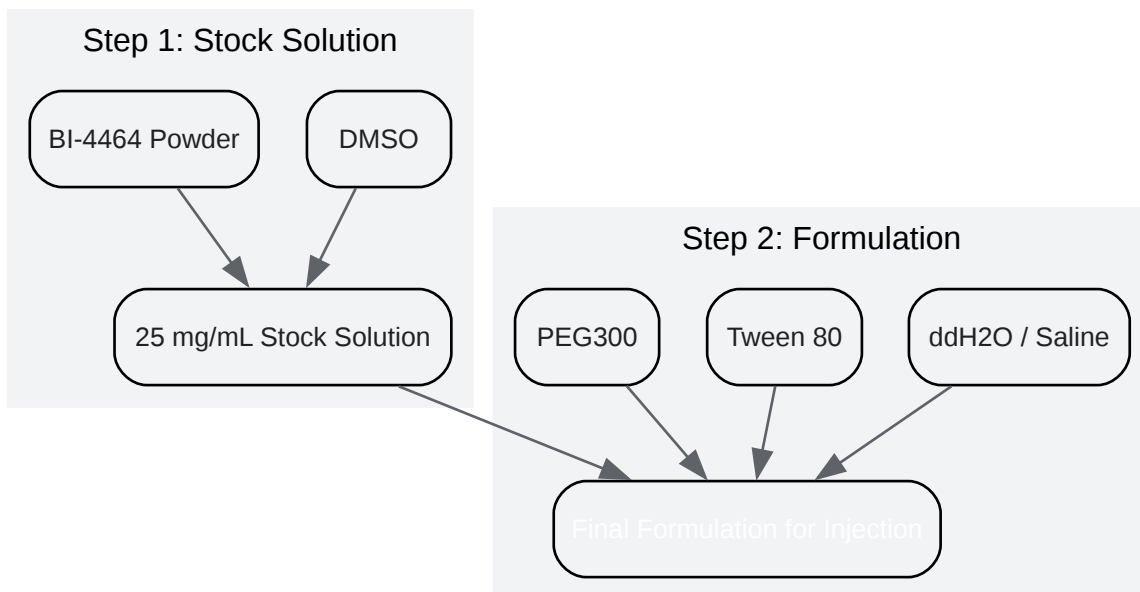 Step 1: Stock Solution
BI-4464 Powder
DMSO
25 mg/mL Stock Solution
Step 2: Formulation
PEG300
Tween 80
ddH2O / Saline
Final Formulation for Injection